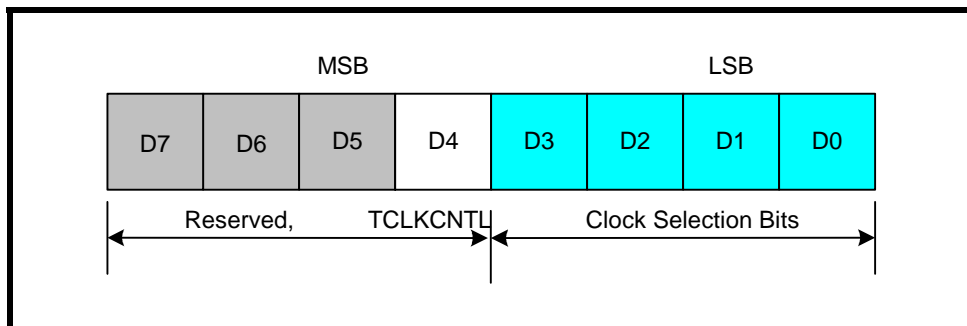 MSB LSB
D7 D6 D5 D4 D3 D2 D1 D0
Reserved, TCLKCNTL Clock Selection Bits